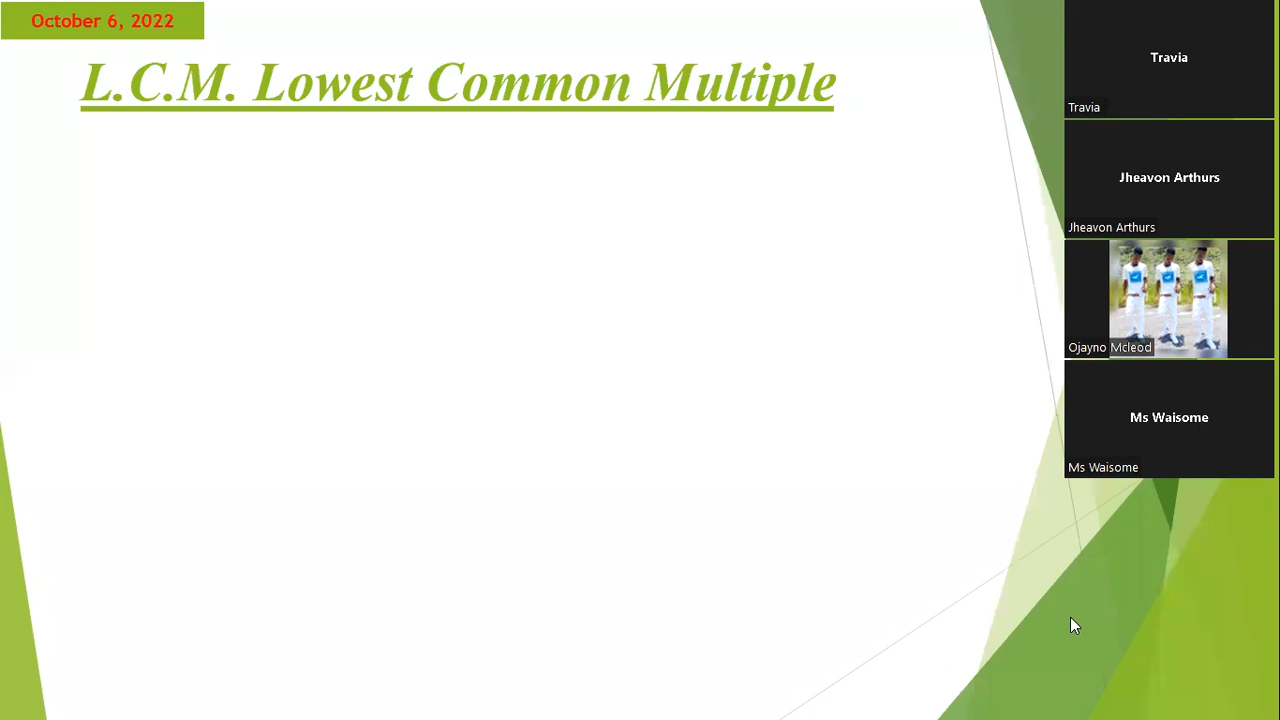 October 6, 2022
L.C.M. Lowest Common Multiple
Travia
Travia
Jheavon Arthurs
Jheavon Arthurs
Ojayno Mcleod
Ms Waisome
Ms Waisome